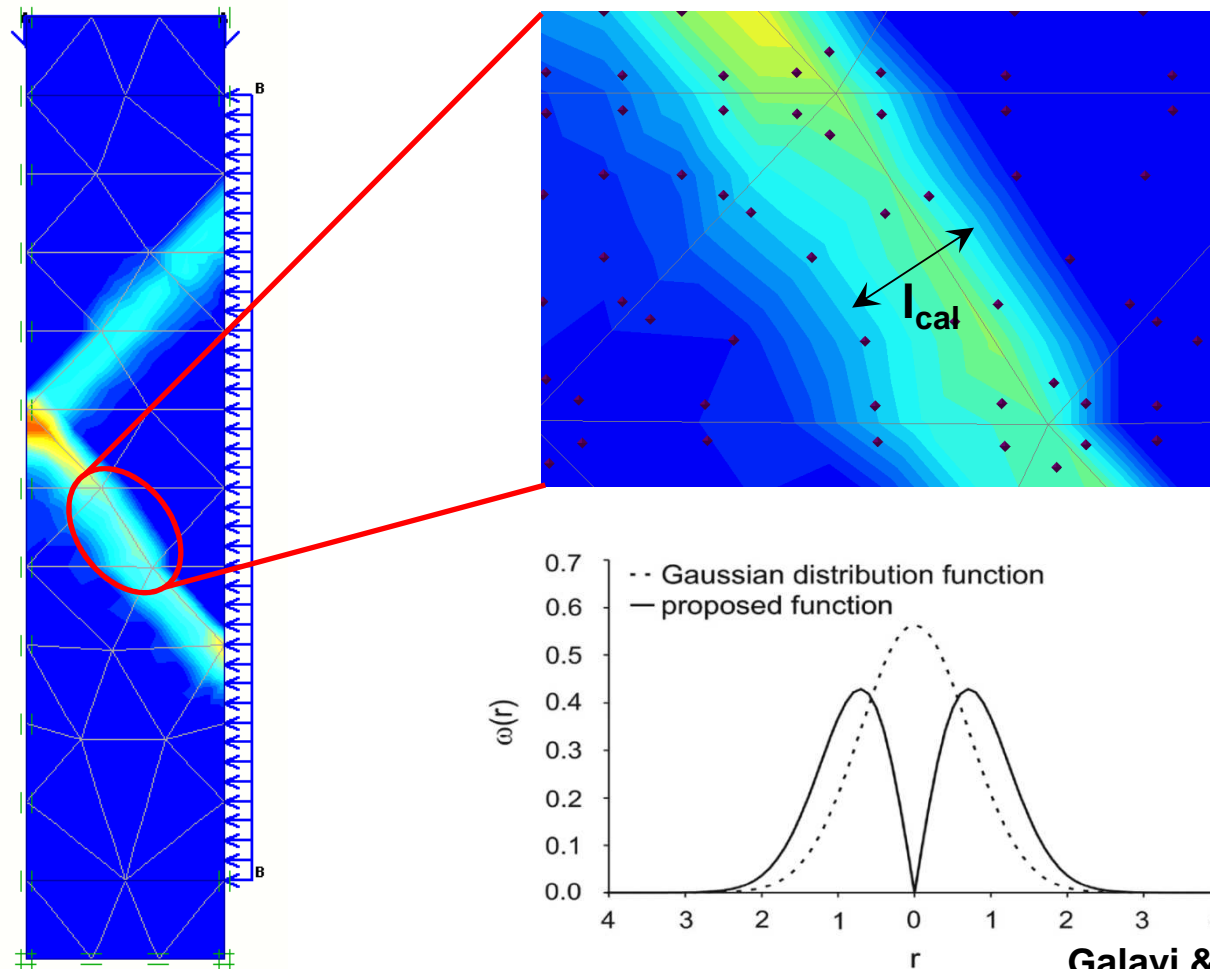 B
B
lcal
0.7
0.6
0.5
0.4
0.3
0.2
0.1
0.0
Gaussian distribution function
proposed function
ω(r)
4 3 2 1 0 1 2 3
r
Galavi &